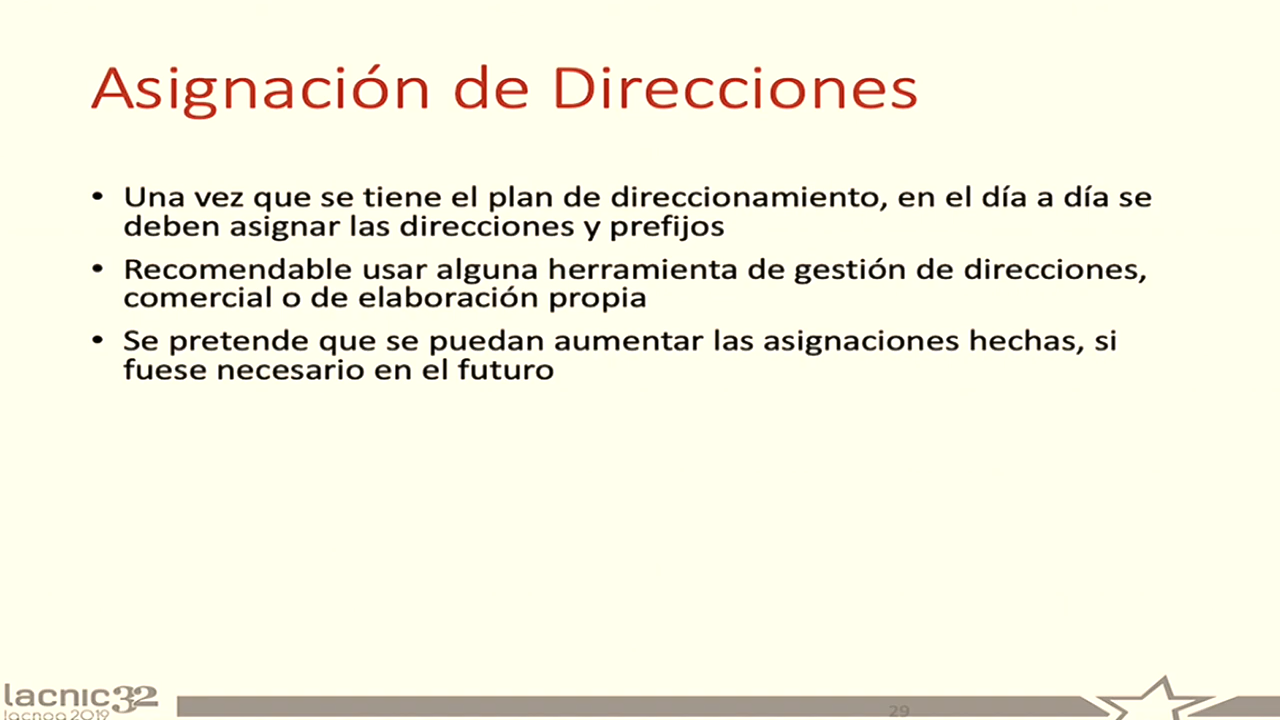 Asignación de Direcciones
• Una vez que se tiene el plan de direccionamiento, en el día a día se
deben asignar las direcciones y prefijos
• Recomendable usar alguna herramienta de gestión de direcciones,
comercial o de elaboración propia
• Se pretende que se puedan aumentar las asignaciones hechas, si
fuese necesario en el futuro
lacnic32
lacnog 2019
29